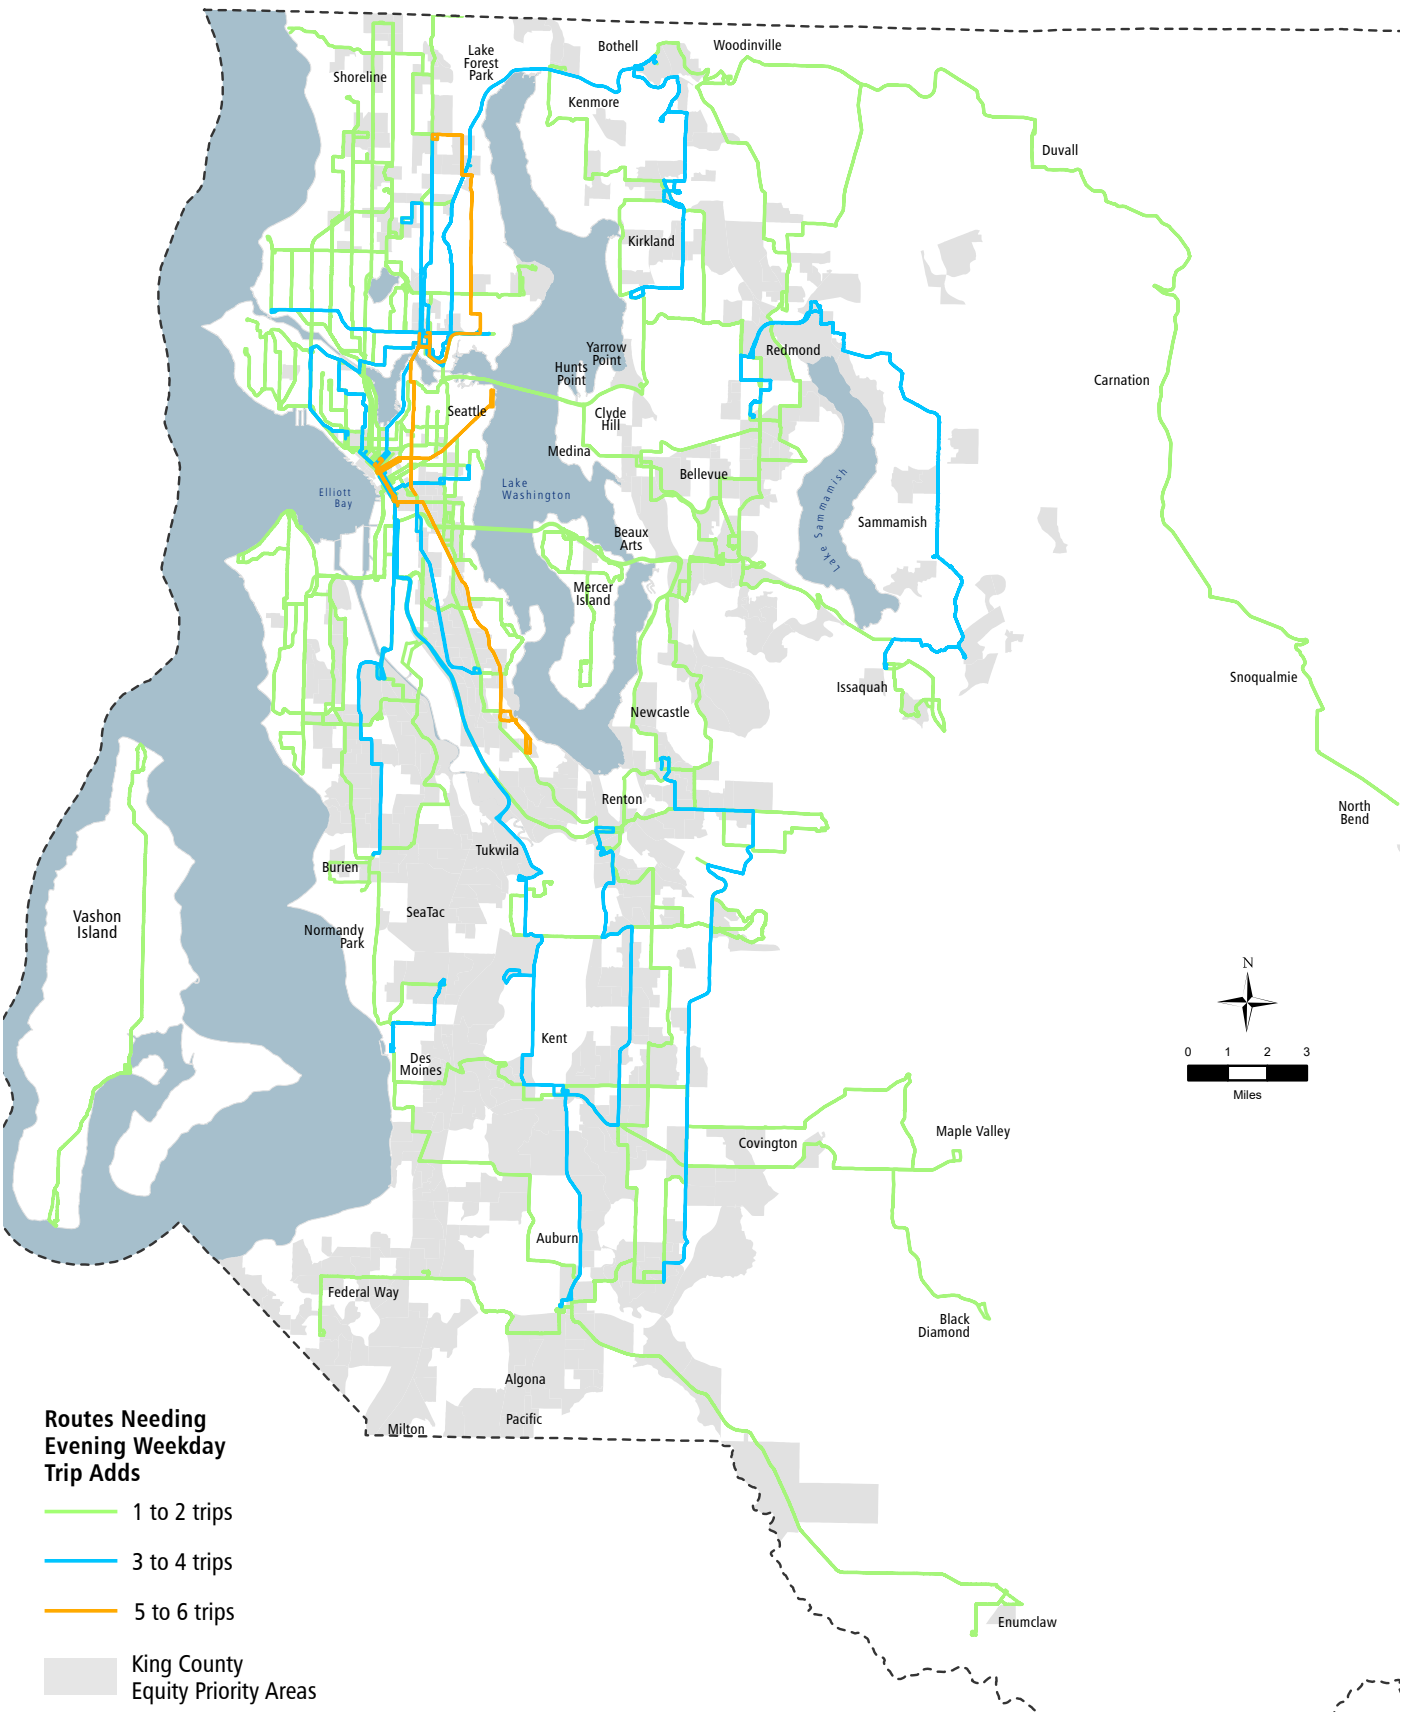 Bothell
Woodinville
Lake
Forest
Park
Shoreline
Kenmore
Duvall
Kirkland
Yarrow
Point
Redmond
Hunts
Point
Carnation
Seattle
Clyde
Hill
Medina
Bellevue
Lake
Washington
Elliott
Bay
Lake Sammamish
Sammamish
Beaux
Arts
Mercer
Island
Issaquah
Snoqualmie
Newcastle
Renton
North
Bend
Tukwila
Burien
SeaTac
Vashon
Island
Normandy
Park
N
Kent
0 1 2 3
Miles
Des
Moines
Covington
Maple Valley
Auburn
Federal Way
Black
Diamond
Algona
Pacific
Milton
Routes Needing
Evening Weekday
Trip Adds
1 to 2 trips
3 to 4 trips
5 to 6 trips
King County
Equity Priority Areas
Enumclaw